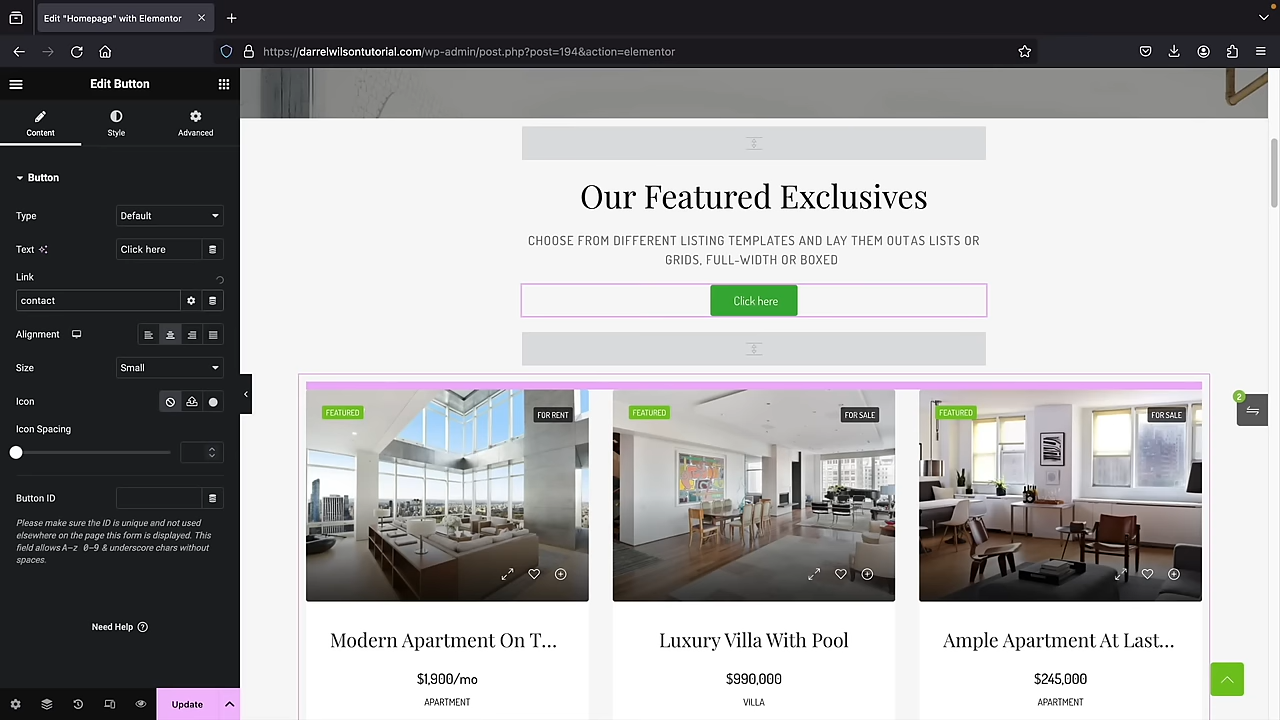 Edit "Homepage" with Elementor
https://darrelwilsontutorial.com/wp-admin/post.php?post=194&action=elementor
Edit Button
Content
Style
Advanced
Button
Type
Default
Text
Click here
Link
contact
Alignment
Size
Small
Icon
Icon Spacing
Button ID
Please make sure the ID is unique and not used
elsewhere on the page this form is displayed. This
field allows A-z 0-9 & underscore chars without
spaces.
Need Help
Update
Our Featured Exclusives
CHOOSE FROM DIFFERENT LISTING TEMPLATES AND LAY THEM OUTAS LISTS OR
GRIDS, FULL-WIDTH OR BOXED
Click here
2
FEATURED
FOR RENT
FEATURED
FOR SALE
FEATURED
FOR SALE
Modern Apartment On T...
Luxury Villa With Pool
Ample Apartment At Last...
$1,900/mo
$990,000
$245,000
APARTMENT
VILLA
APARTMENT